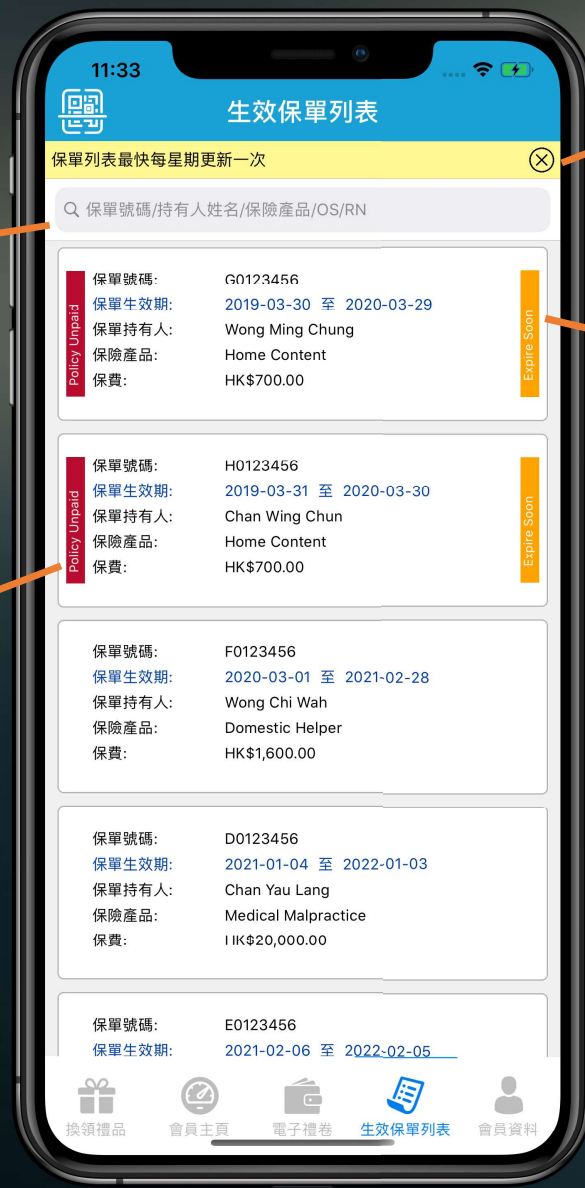 11:33
生效保單列表
保單列表最快每星期更新一次
保單號碼/持有人姓名/保險產品/OS/RN
Policy Unpaid
保單號碼: G0123456
保單生效期: 2019-03-30 至 2020-03-29
保單持有人: Wong Ming Chung
保險產品: Home Content
保費: HK$700.00
Expire Soon
Policy Unpaid
保單號碼: H0123456
保單生效期: 2019-03-31 至 2020-03-30
保單持有人: Chan Wing Chun
保險產品: Home Content
保費: HK$700.00
Expire Soon
保單號碼: F0123456
保單生效期: 2020-03-01 至 2021-02-28
保單持有人: Wong Chi Wah
保險產品: Domestic Helper
保費: HK$1,600.00
保單號碼: D0123456
保單生效期: 2021-01-04 至 2022-01-03
保單持有人: Chan Yau Lang
保險產品: Medical Malpractice
保費: HK$20,000.00
保單號碼: E0123456
保單生效期: 2021-02-06 至 2022-02-05
換領禮品 會員主頁 電子禮卷 生效保單列表 會員資料